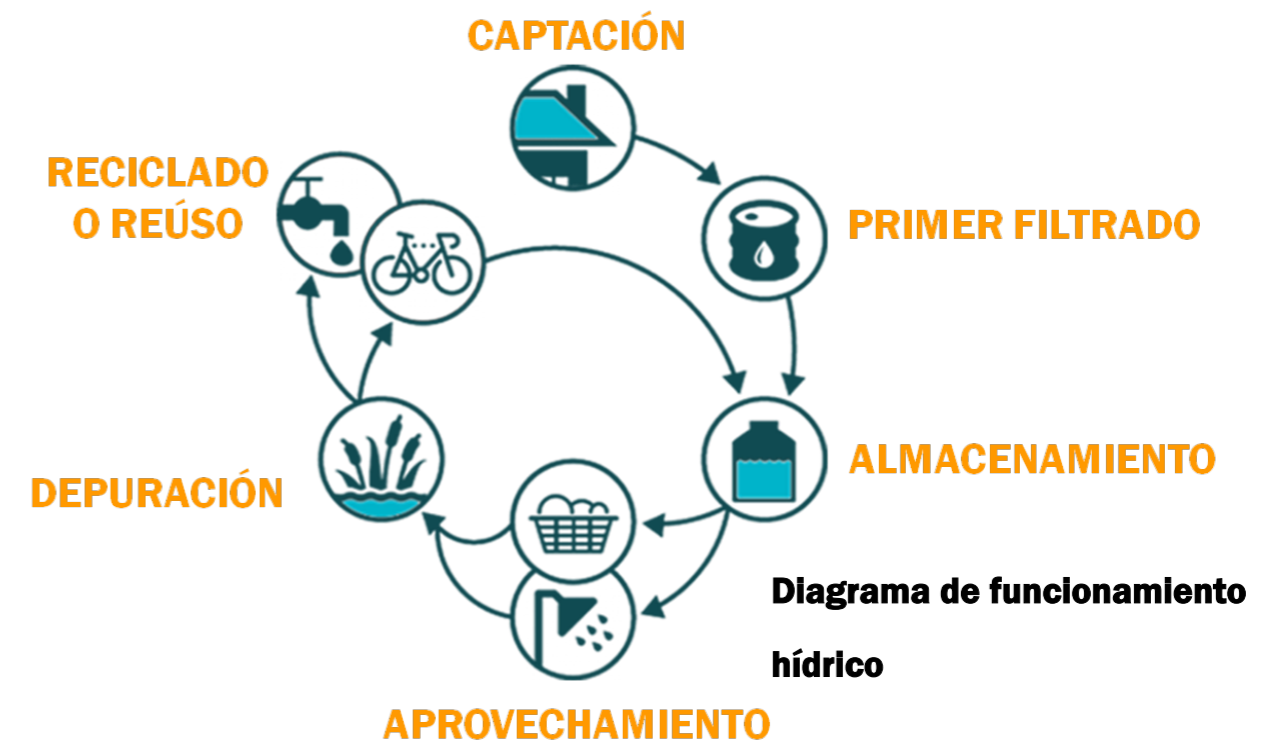 CAPTACIÓN
RECICLADO
O REÚSO
PRIMER FILTRADO
ALMACENAMIENTO
DEPURACIÓN
Diagrama de funcionamiento
hídrico
APROVECHAMIENTO